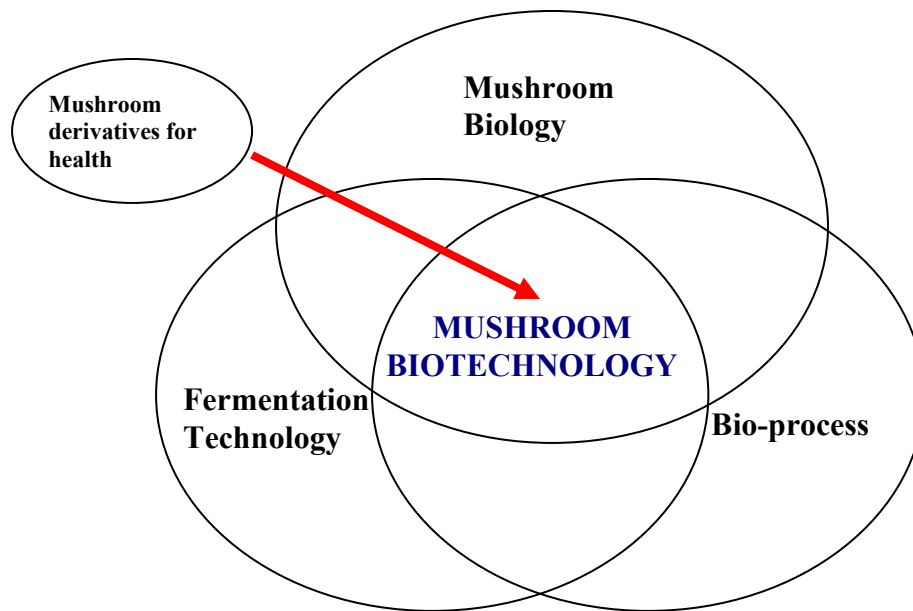 Mushroom
derivatives for
health
Mushroom
Biology
MUSHROOM
BIOTECHNOLOGY
Fermentation
Technology
Bio-process